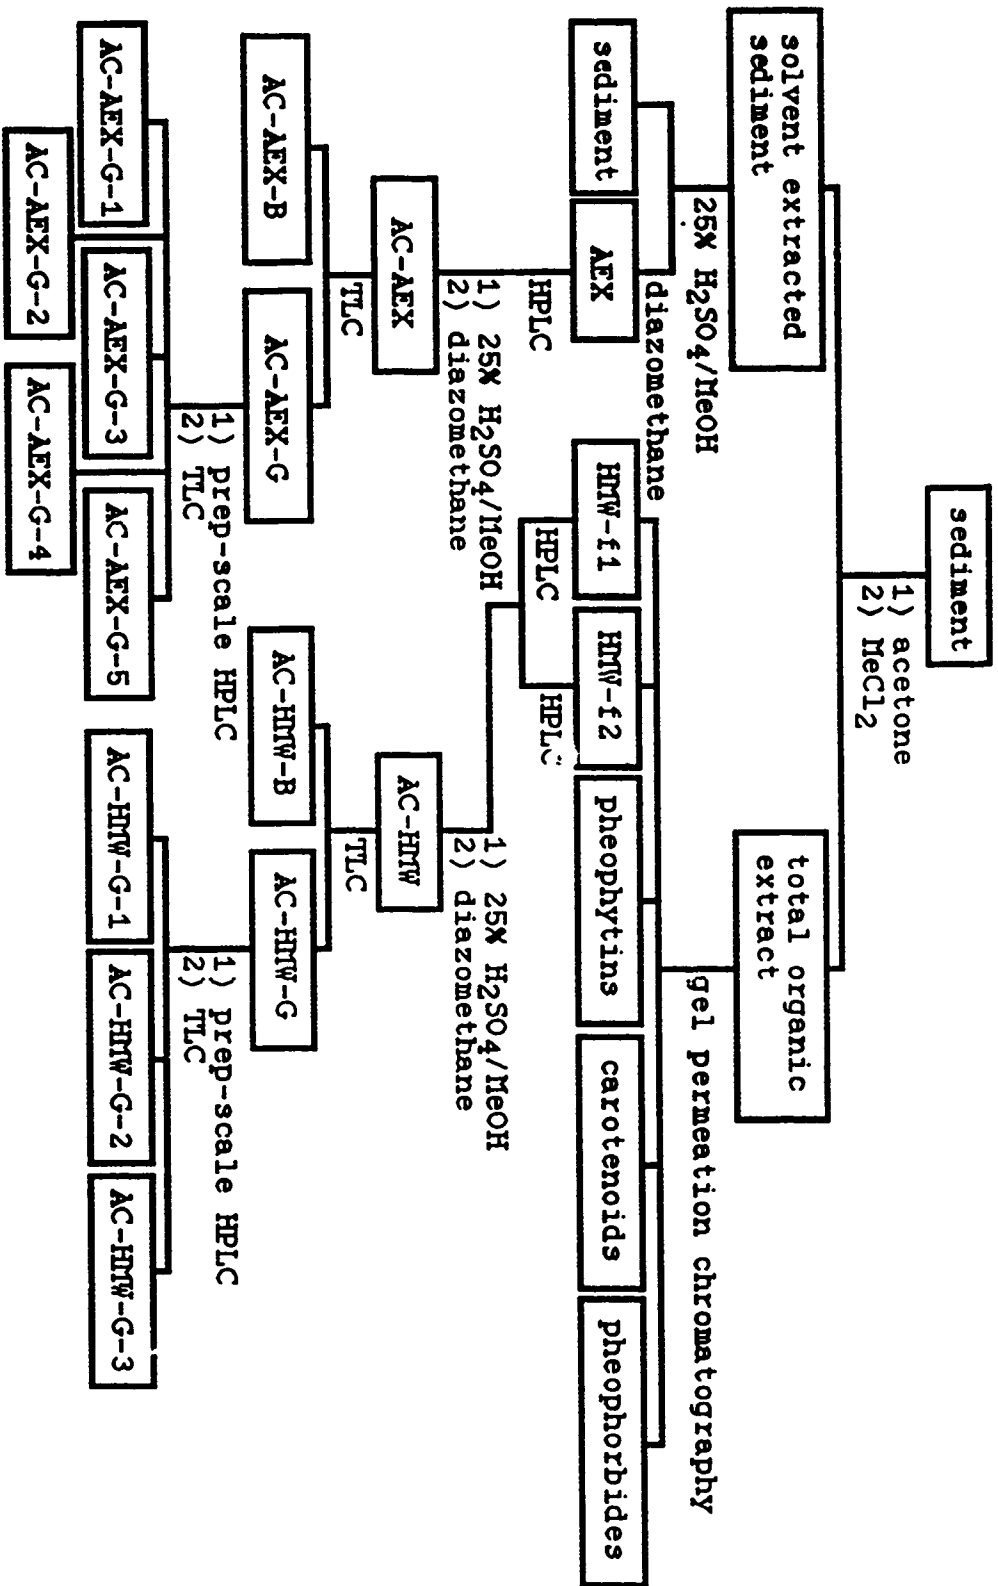 sediment
1) acetone
2) MeCl2
solvent extracted
sediment
total organic
extract
25% H2SO4/MeOH
diazomethane
gel permeation chromatography
sediment
AEX
HMW-f1
HMW-f2
pheophytins
carotenoids
pheophorbides
HPLC
HPLC
HPLC
1) 25% H2SO4/MeOH
2) diazomethane
1) 25% H2SO4/MeOH
2) diazomethane
AC-AEX
AC-HMW
TLC
TLC
AC-AEX-B
AC-AEX-G
AC-HMW-B
AC-HMW-G
1) prep-scale HPLC
2) TLC
1) prep-scale HPLC
2) TLC
AC-AEX-G-1
AC-AEX-G-3
AC-AEX-G-5
AC-HMW-G-1
AC-HMW-G-2
AC-HMW-G-3
AC-AEX-G-2
AC-AEX-G-4